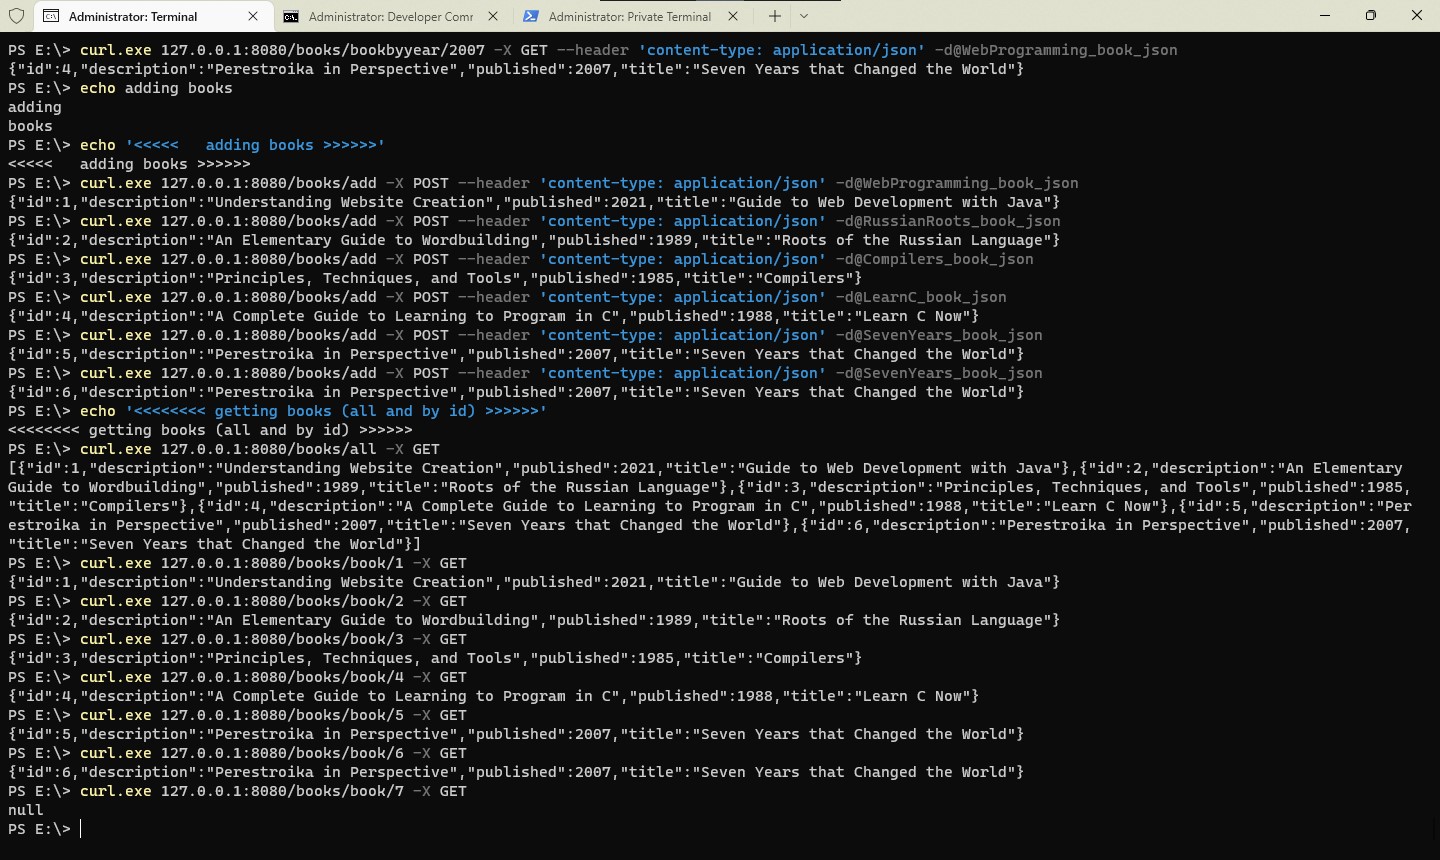 Administrator: Terminal
Administrator: Developer Comm
Administrator: Private Terminal
PS E:\> curl.exe 127.0.0.1:8080/books/bookbyyear/2007 -X GET --header 'content-type: application/json' -d@WebProgramming_book_json
{"id":4,"description":"Perestroika in Perspective","published":2007,"title":"Seven Years that Changed the World"}
PS E:\> echo adding books
adding
books
PS E:\> echo '<<<<<   adding books >>>>>>'
<<<<<   adding books >>>>>>
PS E:\> curl.exe 127.0.0.1:8080/books/add -X POST --header 'content-type: application/json' -d@WebProgramming_book_json
{"id":1,"description":"Understanding Website Creation","published":2021,"title":"Guide to Web Development with Java"}
PS E:\> curl.exe 127.0.0.1:8080/books/add -X POST --header 'content-type: application/json' -d@RussianRoots_book_json
{"id":2,"description":"An Elementary Guide to Wordbuilding","published":1989,"title":"Roots of the Russian Language"}
PS E:\> curl.exe 127.0.0.1:8080/books/add -X POST --header 'content-type: application/json' -d@Compilers_book_json
{"id":3,"description":"Principles, Techniques, and Tools","published":1985,"title":"Compilers"}
PS E:\> curl.exe 127.0.0.1:8080/books/add -X POST --header 'content-type: application/json' -d@LearnC_book_json
{"id":4,"description":"A Complete Guide to Learning to Program in C","published":1988,"title":"Learn C Now"}
PS E:\> curl.exe 127.0.0.1:8080/books/add -X POST --header 'content-type: application/json' -d@SevenYears_book_json
{"id":5,"description":"Perestroika in Perspective","published":2007,"title":"Seven Years that Changed the World"}
PS E:\> curl.exe 127.0.0.1:8080/books/add -X POST --header 'content-type: application/json' -d@SevenYears_book_json
{"id":6,"description":"Perestroika in Perspective","published":2007,"title":"Seven Years that Changed the World"}
PS E:\> echo '<<<<<<<< getting books (all and by id) >>>>>>'
<<<<<<<< getting books (all and by id) >>>>>>
PS E:\> curl.exe 127.0.0.1:8080/books/all -X GET
[{"id":1,"description":"Understanding Website Creation","published":2021,"title":"Guide to Web Development with Java"},{"id":2,"description":"An Elementary
Guide to Wordbuilding","published":1989,"title":"Roots of the Russian Language"},{"id":3,"description":"Principles, Techniques, and Tools","published":1985,
"title":"Compilers"},{"id":4,"description":"A Complete Guide to Learning to Program in C","published":1988,"title":"Learn C Now"},{"id":5,"description":"Per
estroika in Perspective","published":2007,"title":"Seven Years that Changed the World"},{"id":6,"description":"Perestroika in Perspective","published":2007,
"title":"Seven Years that Changed the World"}]
PS E:\> curl.exe 127.0.0.1:8080/books/book/1 -X GET
{"id":1,"description":"Understanding Website Creation","published":2021,"title":"Guide to Web Development with Java"}
PS E:\> curl.exe 127.0.0.1:8080/books/book/2 -X GET
{"id":2,"description":"An Elementary Guide to Wordbuilding","published":1989,"title":"Roots of the Russian Language"}
PS E:\> curl.exe 127.0.0.1:8080/books/book/3 -X GET
{"id":3,"description":"Principles, Techniques, and Tools","published":1985,"title":"Compilers"}
PS E:\> curl.exe 127.0.0.1:8080/books/book/4 -X GET
{"id":4,"description":"A Complete Guide to Learning to Program in C","published":1988,"title":"Learn C Now"}
PS E:\> curl.exe 127.0.0.1:8080/books/book/5 -X GET
{"id":5,"description":"Perestroika in Perspective","published":2007,"title":"Seven Years that Changed the World"}
PS E:\> curl.exe 127.0.0.1:8080/books/book/6 -X GET
{"id":6,"description":"Perestroika in Perspective","published":2007,"title":"Seven Years that Changed the World"}
PS E:\> curl.exe 127.0.0.1:8080/books/book/7 -X GET
null
PS E:\>